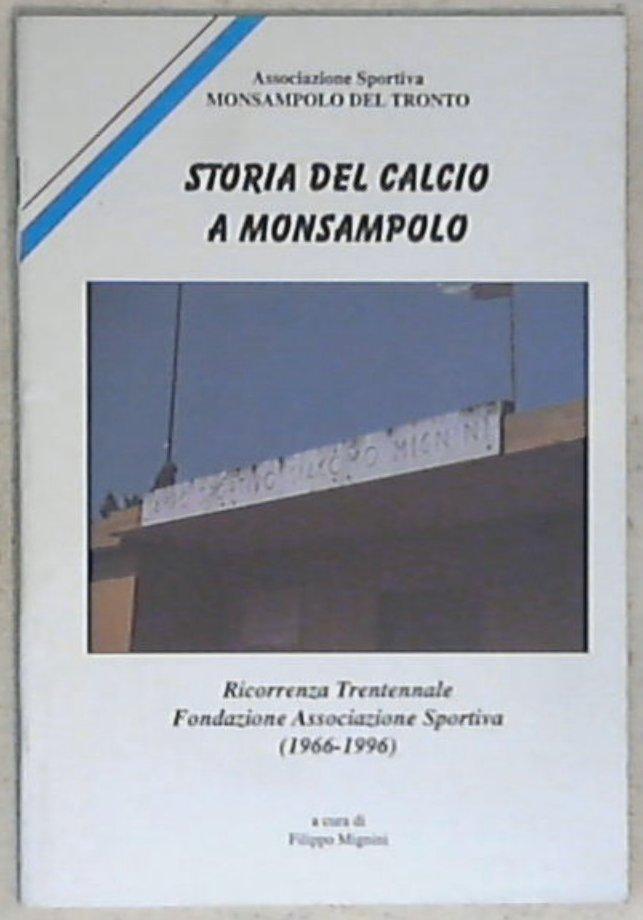 Associazione Sportiva
MONSAMPOLO DEL TRONTO
STORIA DEL CALCIO
A MONSAMPOLO
MIGNINI
Ricorrenza Trentennale
Fondazione Associazione Sportiva
(1966-1996)
a cura di
Filippo Mignini